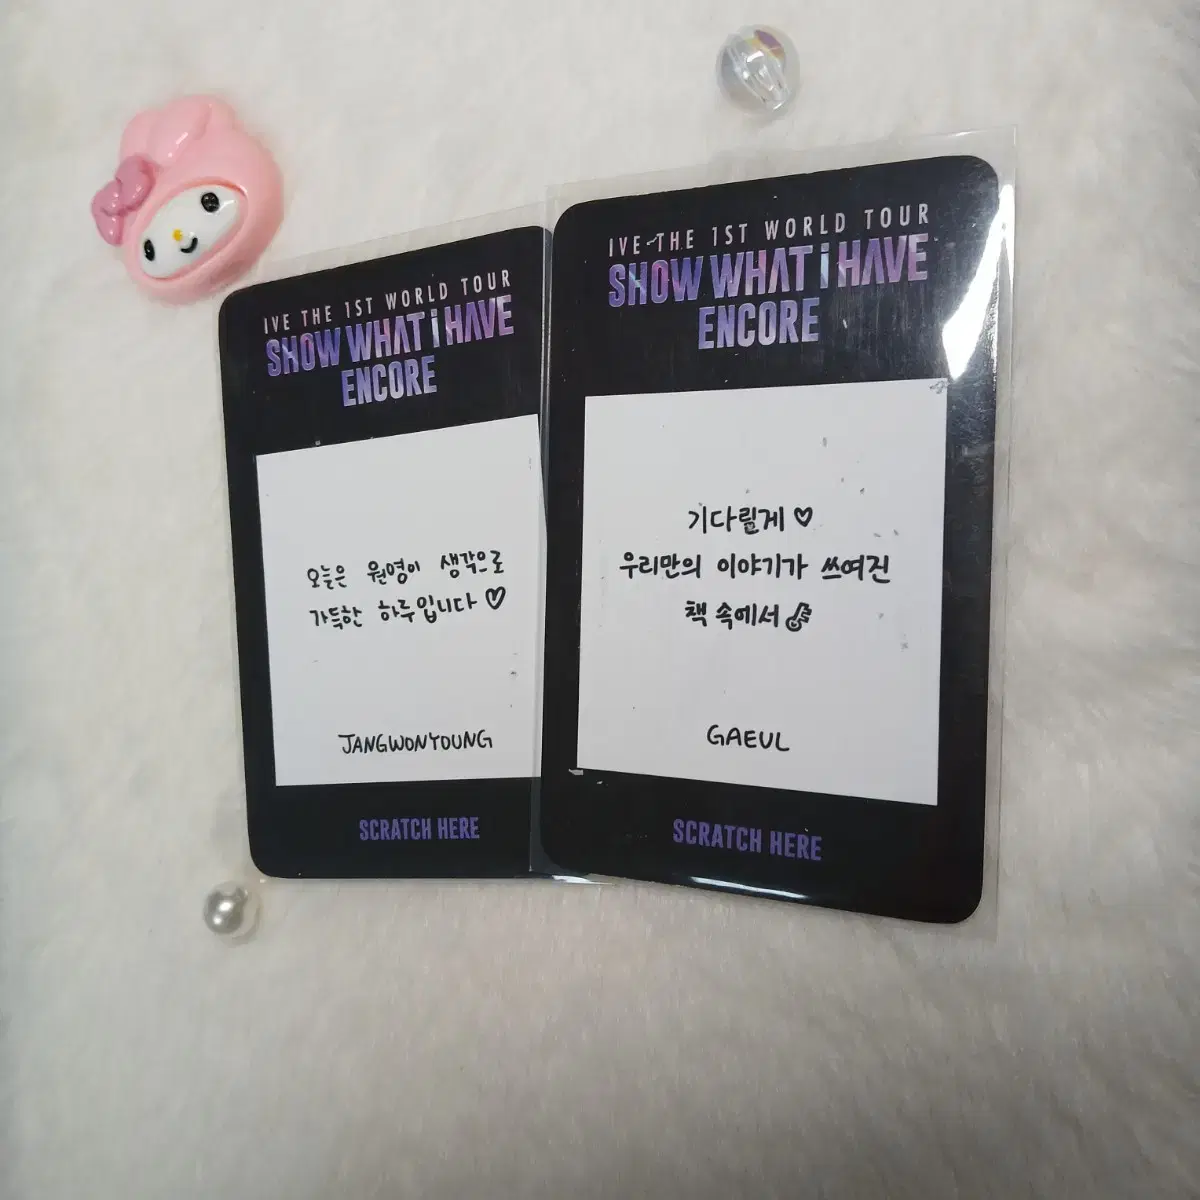 IVE THE 1ST WORLD TOUR
SHOW WHAT i HAVE
ENCORE
오늘은 원영이 생각으로
가득한 하루입니다 ♡
JANGWONYOUNG
SCRATCH HERE
IVE THE 1ST WORLD TOUR
SHOW WHAT i HAVE
ENCORE
기다릴게 ♡
우리만의 이야기가 쓰여진
책 속에서
GAEUL
SCRATCH HERE